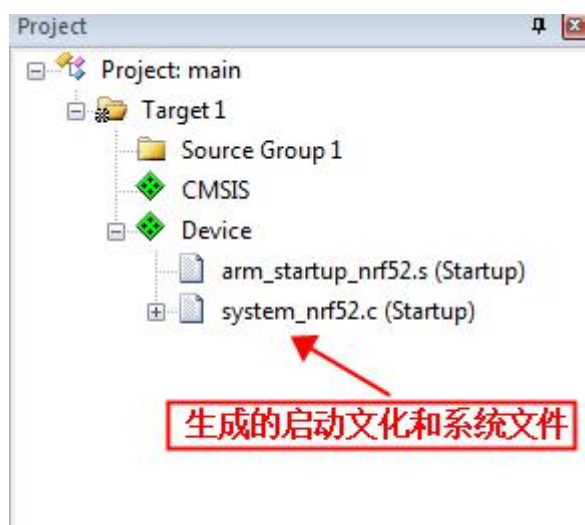 Project
Project: main
Target 1
Source Group 1
CMSIS
Device
arm_startup_nrf52.s (Startup)
system_nrf52.c (Startup)
生成的启动文化和系统文件